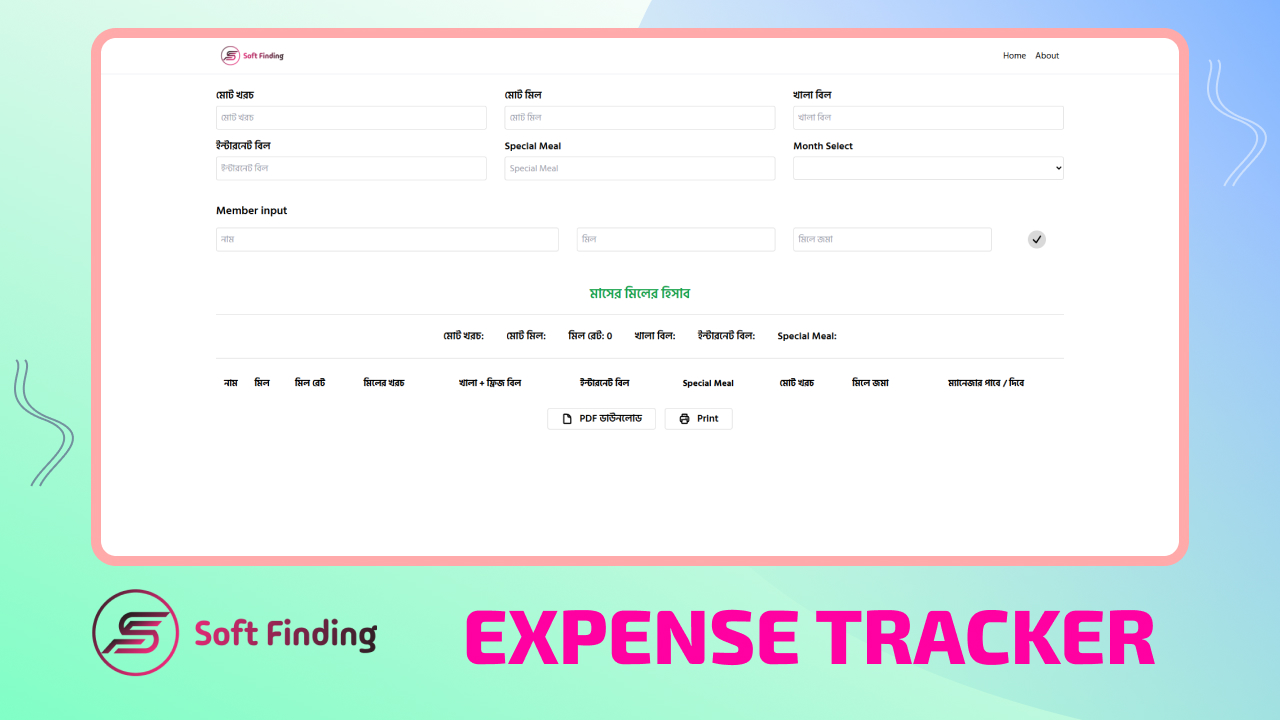 Soft Finding
Home About
মোট খরচ মোট মিল খালা বিল
মোট খরচ মোট মিল খালা বিল
ইন্টারনেট বিল Special Meal Month Select
ইন্টারনেট বিল Special Meal
Member input
নাম মিল মিলে জমা
মাসের মিলের হিসাব
মোট খরচ: মোট মিল: মিল রেট: 0 খালা বিল: ইন্টারনেট বিল: Special Meal:
নাম মিল মিল রেট মিলের খরচ খালা + ফ্রিজ বিল ইন্টারনেট বিল Special Meal মোট খরচ মিলে জমা ম্যানেজার পাবে / দিবে
PDF ডাউনলোড Print
Soft Finding
EXPENSE TRACKER